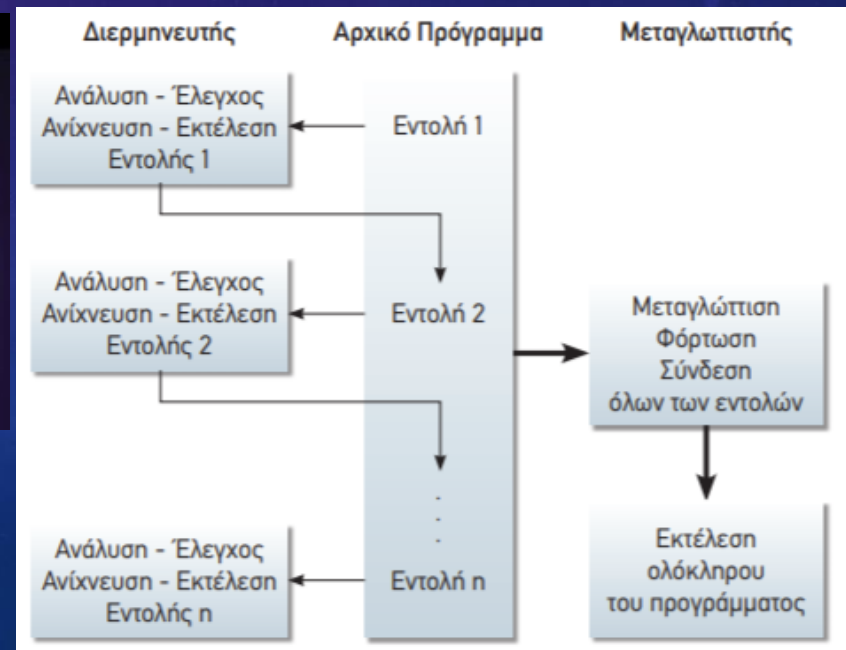 Διερμηνευτής
Αρχικό Πρόγραμμα
Μεταγλωττιστής
Ανάλυση - Έλεγχος
Ανίχνευση - Εκτέλεση
Εντολής 1
Εντολή 1
Ανάλυση - Έλεγχος
Ανίχνευση - Εκτέλεση
Εντολής 2
Εντολή 2
Μεταγλώττιση
Φόρτωση
Σύνδεση
όλων των εντολών
.
.
.
Ανάλυση - Έλεγχος
Ανίχνευση - Εκτέλεση
Εντολής n
Εντολή n
Εκτέλεση
ολόκληρου
του προγράμματος